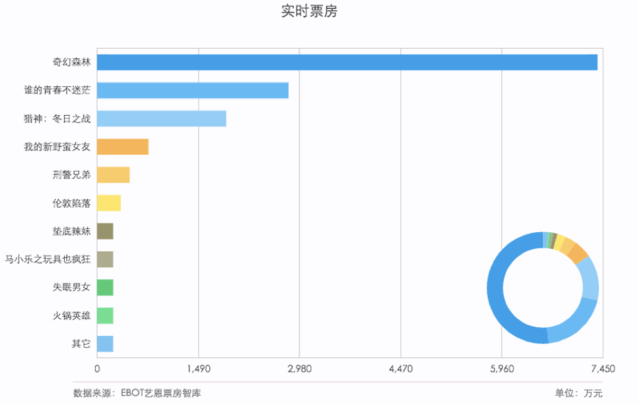 实时票房
奇幻森林
谁的青春不迷茫
猎神：冬日之战
我的新野蛮女友
刑警兄弟
伦敦陷落
垫底辣妹
马小乐之玩具也疯狂
失眠男女
火锅英雄
其它
0 1,490 2,980 4,470 5,960 7,450
数据来源：EBOT艺恩票房智库 单位：万元